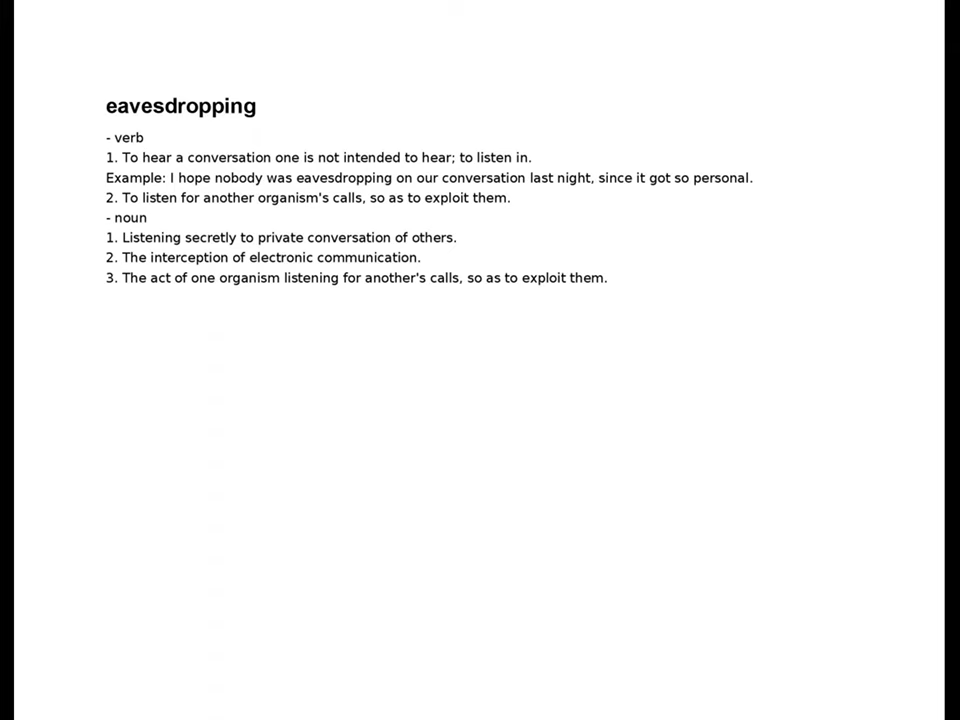 eavesdropping
- verb
1. To hear a conversation one is not intended to hear; to listen in.
Example: I hope nobody was eavesdropping on our conversation last night, since it got so personal.
2. To listen for another organism's calls, so as to exploit them.
- noun
1. Listening secretly to private conversation of others.
2. The interception of electronic communication.
3. The act of one organism listening for another's calls, so as to exploit them.